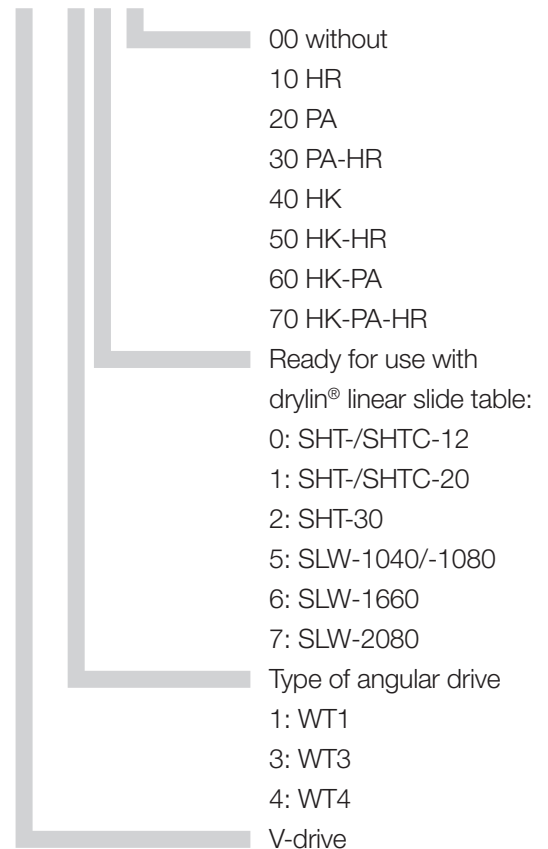 00 without
10 HR
20 PA
30 PA-HR
40 HK
50 HK-HR
60 HK-PA
70 HK-PA-HR
Ready for use with
drylin® linear slide table:
0: SHT-/SHTC-12
1: SHT-/SHTC-20
2: SHT-30
5: SLW-1040/-1080
6: SLW-1660
7: SLW-2080
Type of angular drive
1: WT1
3: WT3
4: WT4
V-drive